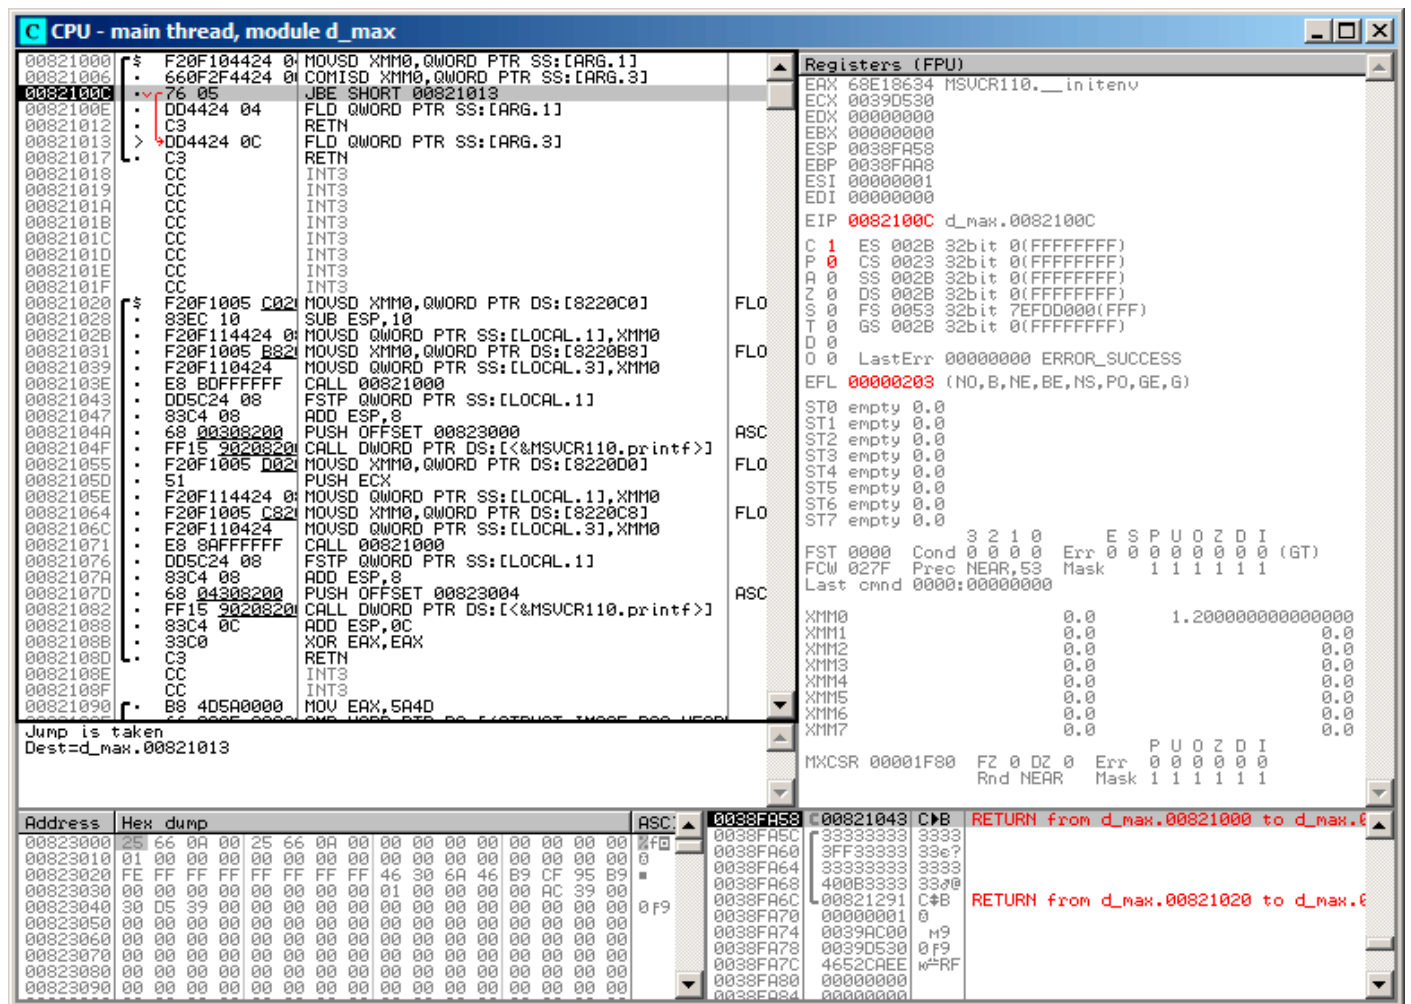 C CPU - main thread, module d_max
00821000 $ F20F104424 0 MOVSD XMM0,QWORD PTR SS:[ARG.1]
00821006 · 660F2F4424 0 COMISD XMM0,QWORD PTR SS:[ARG.3]
0082100C · 76 05 JBE SHORT 00821013
0082100E · DD4424 04 FLD QWORD PTR SS:[ARG.1]
00821012 · C3 RETN
00821013 > DD4424 0C FLD QWORD PTR SS:[ARG.3]
00821017 · C3 RETN
00821018 CC INT3
00821019 CC INT3
0082101A CC INT3
0082101B CC INT3
0082101C CC INT3
0082101D CC INT3
0082101E CC INT3
0082101F CC INT3
00821020 $ F20F1005 C02 MOVSD XMM0,QWORD PTR DS:[8220C0] FLO
00821028 · 83EC 10 SUB ESP,10
0082102B · F20F114424 0 MOVSD QWORD PTR SS:[LOCAL.1],XMM0
00821031 · F20F1005 B82 MOVSD XMM0,QWORD PTR DS:[8220B8] FLO
00821039 · F20F110424 MOVSD QWORD PTR SS:[LOCAL.3],XMM0
0082103E · E8 BDFFFFFF CALL 00821000
00821043 · DD5C24 08 FSTP QWORD PTR SS:[LOCAL.1]
00821047 · 83C4 08 ADD ESP,8
0082104A · 68 00308200 PUSH OFFSET 00823000 ASC
0082104F · FF15 90208200 CALL DWORD PTR DS:[<&MSVCR110.printf>]
00821055 · F20F1005 D02 MOVSD XMM0,QWORD PTR DS:[8220D0] FLO
0082105D · 51 PUSH ECX
0082105E · F20F114424 0 MOVSD QWORD PTR SS:[LOCAL.1],XMM0
00821064 · F20F1005 C82 MOVSD XMM0,QWORD PTR DS:[8220C8] FLO
0082106C · F20F110424 MOVSD QWORD PTR SS:[LOCAL.3],XMM0
00821071 · E8 8AFFFFFF CALL 00821000
00821076 · DD5C24 08 FSTP QWORD PTR SS:[LOCAL.1]
0082107A · 83C4 08 ADD ESP,8
0082107D · 68 04308200 PUSH OFFSET 00823004 ASC
00821082 · FF15 90208200 CALL DWORD PTR DS:[<&MSVCR110.printf>]
00821088 · 83C4 0C ADD ESP,0C
0082108B · 33C0 XOR EAX,EAX
0082108D · C3 RETN
0082108E CC INT3
0082108F CC INT3
00821090 · B8 4D5A0000 MOV EAX,5A4D
Jump is taken
Dest=d_max.00821013
Registers (FPU)
EAX 68E18634 MSVCR110.__initenv
ECX 0039D530
EDX 00000000
EBX 00000000
ESP 0038FA58
EBP 0038FAA8
ESI 00000001
EDI 00000000
EIP 0082100C d_max.0082100C
C 1 ES 002B 32bit 0(FFFFFFFF)
P 0 CS 0023 32bit 0(FFFFFFFF)
A 0 SS 002B 32bit 0(FFFFFFFF)
Z 0 DS 002B 32bit 0(FFFFFFFF)
S 0 FS 0053 32bit 7EFDD000(FFF)
T 0 GS 002B 32bit 0(FFFFFFFF)
D 0
O 0 LastErr 00000000 ERROR_SUCCESS
EFL 00000203 (NO,B,NE,BE,NS,PO,GE,G)
ST0 empty 0.0
ST1 empty 0.0
ST2 empty 0.0
ST3 empty 0.0
ST4 empty 0.0
ST5 empty 0.0
ST6 empty 0.0
ST7 empty 0.0
3 2 1 0 E S P U O Z D I
FST 0000 Cond 0 0 0 0 Err 0 0 0 0 0 0 0 0 (GT)
FCW 027F Prec NEAR,53 Mask 1 1 1 1 1 1
Last cmnd 0000:00000000
XMM0 0.0 1.200000000000000
XMM1 0.0 0.0
XMM2 0.0 0.0
XMM3 0.0 0.0
XMM4 0.0 0.0
XMM5 0.0 0.0
XMM6 0.0 0.0
XMM7 0.0 0.0
P U O Z D I
MXCSR 00001F80 FZ 0 DZ 0 Err 0 0 0 0 0 0
Rnd NEAR Mask 1 1 1 1 1 1
Address Hex dump ASC
00823000 25 66 0A 00 25 66 0A 00 00 00 00 00 00 00 00 00 %f
00823010 01 00 00 00 00 00 00 00 00 00 00 00 00 00 00 00
00823020 FE FF FF FF FF FF FF FF 46 30 6A 46 B9 CF 95 B9
00823030 00 00 00 00 00 00 00 00 01 00 00 00 00 AC 39 00
00823040 30 D5 39 00 00 00 00 00 00 00 00 00 00 00 00 00 0╒9
00823050 00 00 00 00 00 00 00 00 00 00 00 00 00 00 00 00
00823060 00 00 00 00 00 00 00 00 00 00 00 00 00 00 00 00
00823070 00 00 00 00 00 00 00 00 00 00 00 00 00 00 00 00
00823080 00 00 00 00 00 00 00 00 00 00 00 00 00 00 00 00
00823090 00 00 00 00 00 00 00 00 00 00 00 00 00 00 00 00
0038FA58 00821043 C►B RETURN from d_max.00821000 to d_max.0
0038FA5C 33333333 3333
0038FA60 3FF33333 33
0038FA64 33333333 3333
0038FA68 400B3333 33♂@
0038FA6C 00821291 B RETURN from d_max.00821020 to d_max.0
0038FA70 00000001
0038FA74 0039AC00 9
0038FA78 0039D530 0╒9
0038FA7C 4652CAEE RF
0038FA80 00000000
0038FA84 00000000